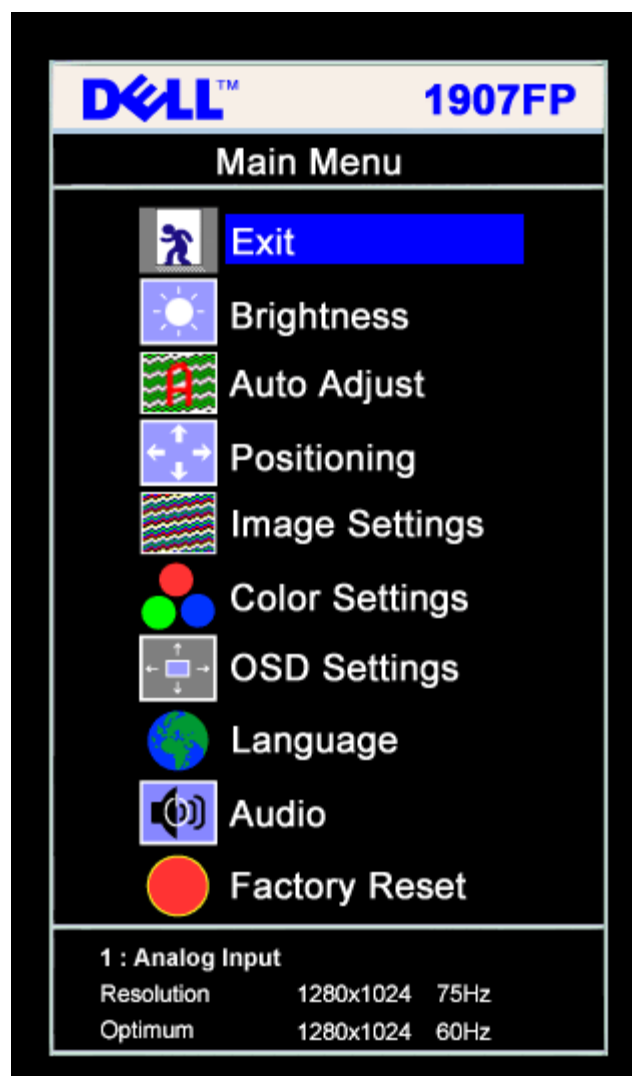 DELL™ 1907FP
Main Menu
Exit
Brightness
Auto Adjust
Positioning
Image Settings
Color Settings
OSD Settings
Language
Audio
Factory Reset
1 : Analog Input
Resolution 1280x1024 75Hz
Optimum 1280x1024 60Hz